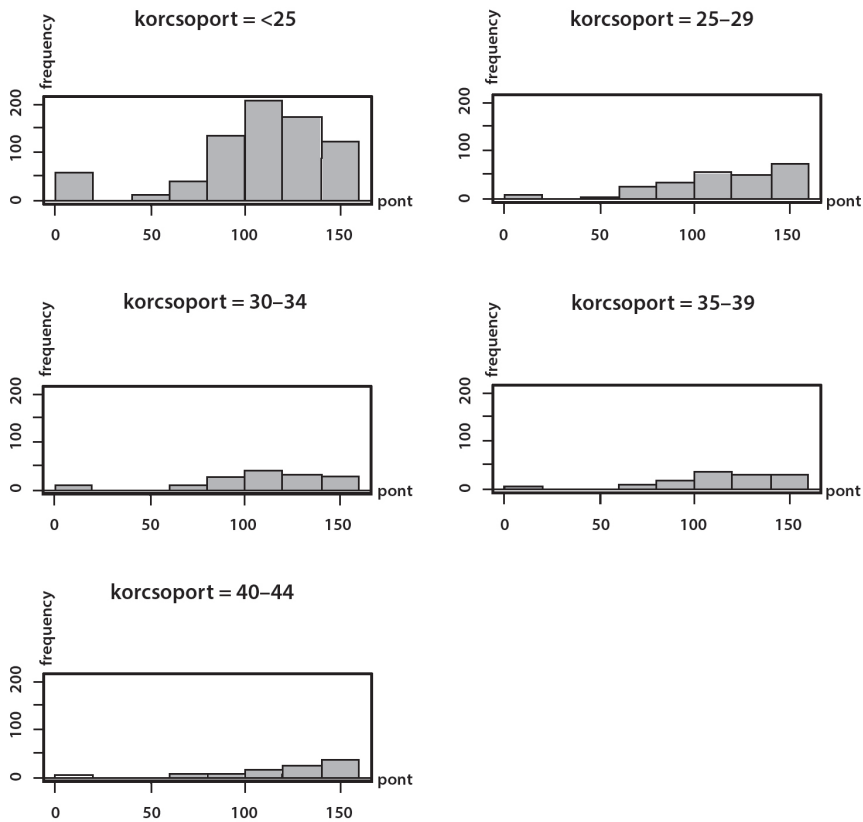 korcsoport = <25
frequency
200
100
0
pont
0 50 100 150
korcsoport = 25–29
frequency
200
100
0
pont
0 50 100 150
korcsoport = 30–34
frequency
200
100
0
pont
0 50 100 150
korcsoport = 35–39
frequency
200
100
0
pont
0 50 100 150
korcsoport = 40–44
frequency
200
100
0
pont
0 50 100 150